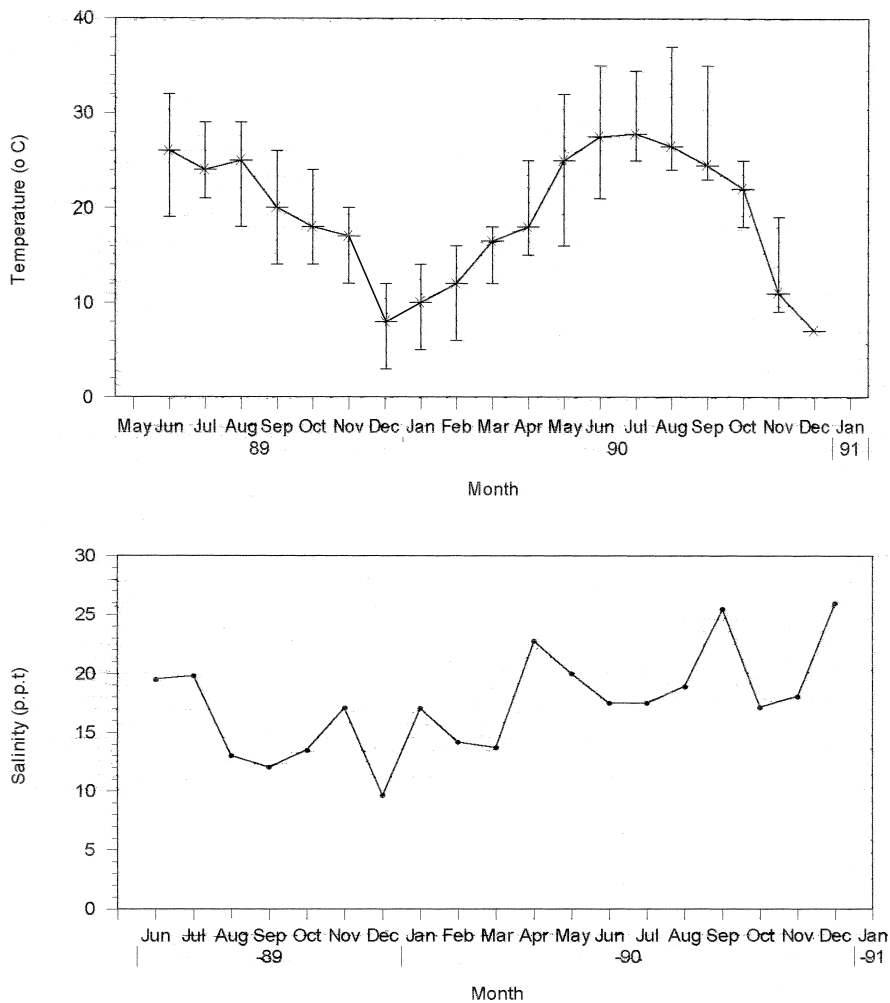 40
30
20
10
0
Temperature (o C)
May Jun Jul Aug Sep Oct Nov Dec Jan Feb Mar Apr May Jun Jul Aug Sep Oct Nov Dec Jan
89 90 91
Month
30
25
20
15
10
5
0
Salinity (p.p.t)
Jun Jul Aug Sep Oct Nov Dec Jan Feb Mar Apr May Jun Jul Aug Sep Oct Nov Dec Jan
-89 -90 -91
Month